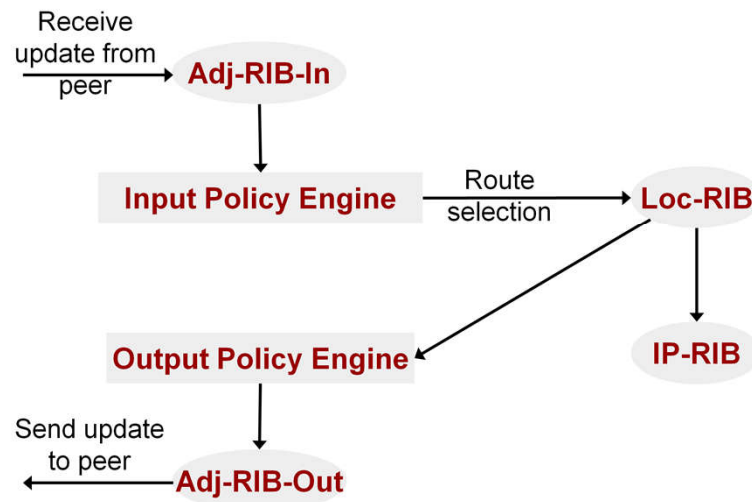 Receive
update from
peer
Adj-RIB-In
Input Policy Engine
Route
selection
Loc-RIB
Output Policy Engine
IP-RIB
Send update
to peer
Adj-RIB-Out